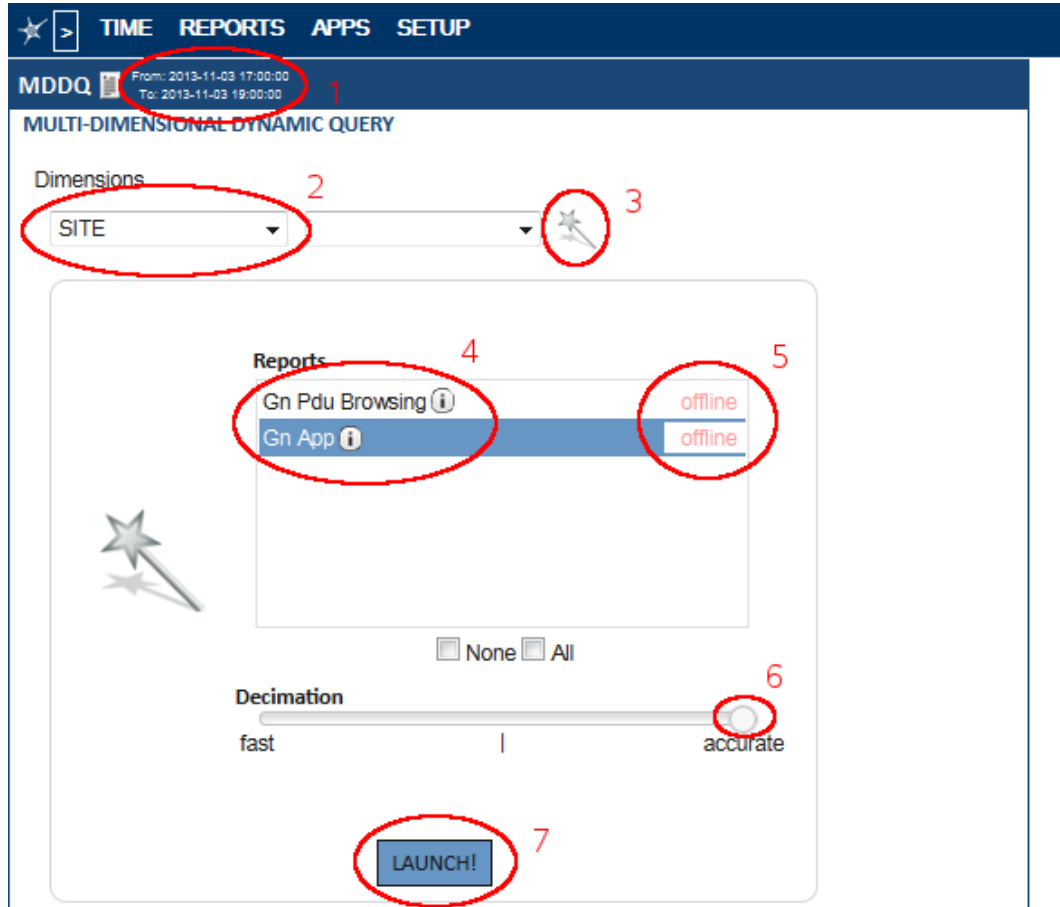 > TIME REPORTS APPS SETUP
MDDQ From: 2013-11-03 17:00:00
To: 2013-11-03 19:00:00
1
MULTI-DIMENSIONAL DYNAMIC QUERY
Dimensions
2
3
SITE
4
5
Reports
Gn Pdu Browsing i offline
Gn App i offline
None All
6
Decimation
fast | accurate
7
LAUNCH!